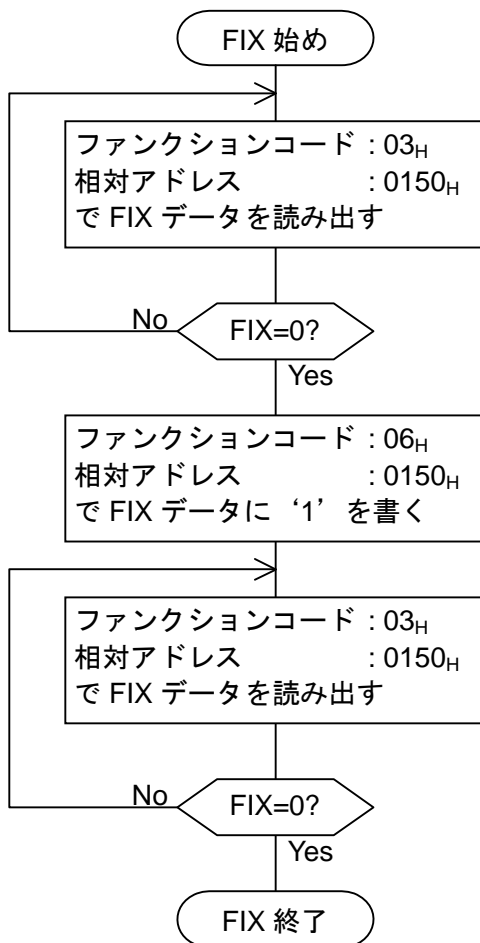 FIX 始め
ファンクションコード : 03H
相対アドレス : 0150H
で FIX データを読み出す
No
FIX=0?
Yes
ファンクションコード : 06H
相対アドレス : 0150H
で FIX データに ‘1’ を書く
ファンクションコード : 03H
相対アドレス : 0150H
で FIX データを読み出す
No
FIX=0?
Yes
FIX 終了